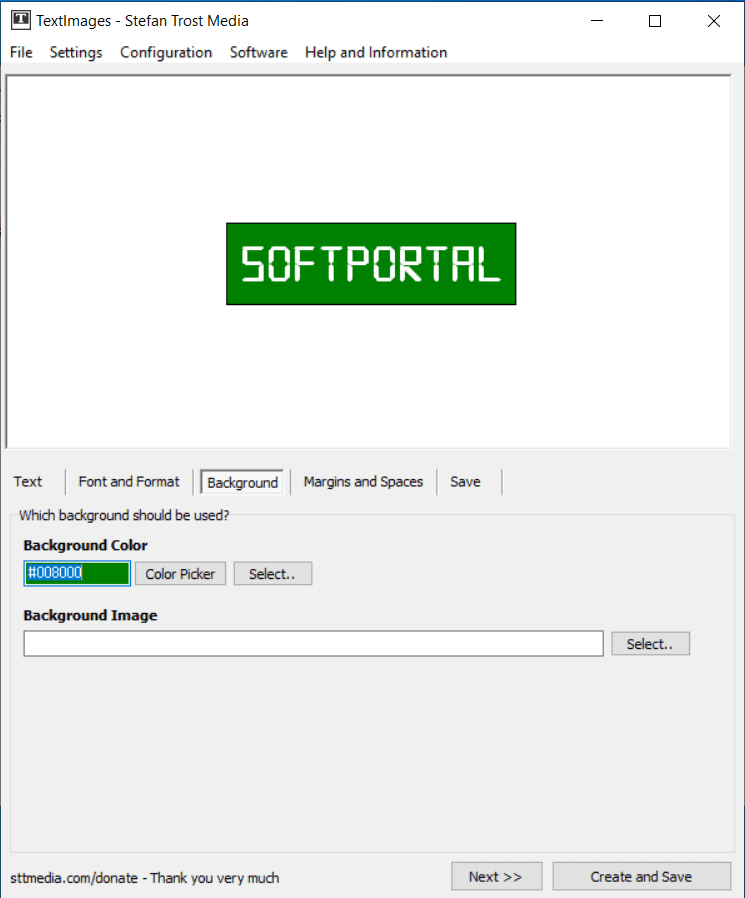 TextImages - Stefan Trost Media
File Settings Configuration Software Help and Information
SOFTPORTAL
Text Font and Format Background Margins and Spaces Save
Which background should be used?
Background Color
#008000 Color Picker Select..
Background Image
Select..
sttmedia.com/donate - Thank you very much Next >> Create and Save